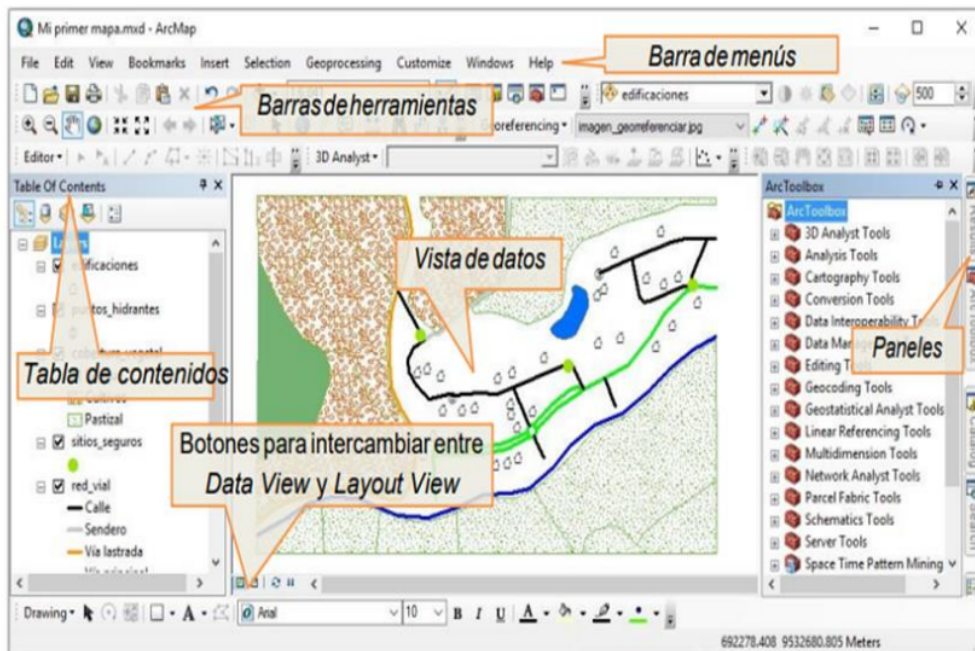 Mi primer mapa.mxd - ArcMap
File Edit View Bookmarks Insert Selection Geoprocessing Customize Windows Help
Barra de menús
Barras de herramientas
edificaciones
500
Georeferencing
imagen_georreferenciar.jpg
Editor
3D Analyst
Table Of Contents
Layers
edificaciones
puntos_hidrantes
cobertura_vegetal
Tabla de contenidos
Cultivos
Pastizal
sitios_seguros
red_vial
Calle
Sendero
Vía lastrada
Vista de datos
Botones para intercambiar entre
Data View y Layout View
ArcToolbox
ArcToolbox
3D Analyst Tools
Analysis Tools
Cartography Tools
Conversion Tools
Data Interoperability Tools
Data
Editing Tools
Geocoding Tools
Geostatistical Analyst Tools
Linear Referencing Tools
Multidimension Tools
Network Analyst Tools
Parcel Fabric Tools
Schematics Tools
Server Tools
Space Time Pattern Mining
Paneles
Drawing
A
Arial
10
B I U A
692278.408 9532680.805 Meters